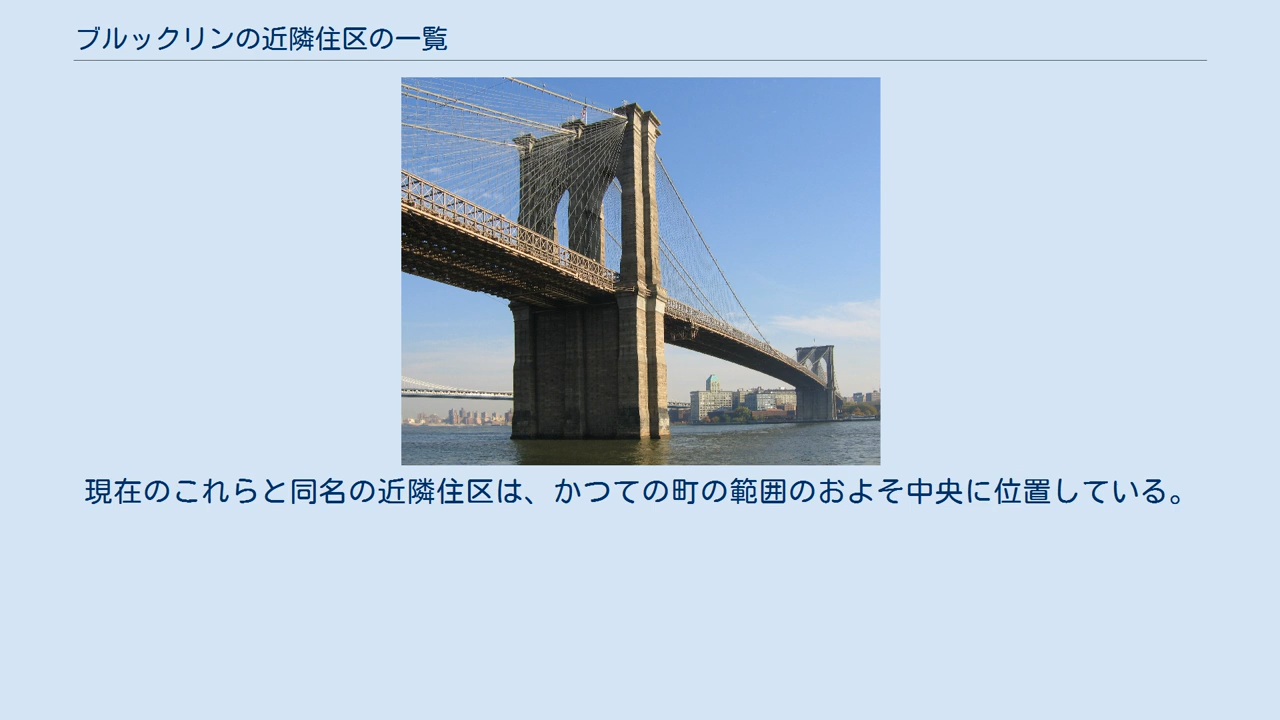 ブルックリンの近隣住区の一覧
現在のこれらと同名の近隣住区は、かつての町の範囲のおよそ中央に位置している。